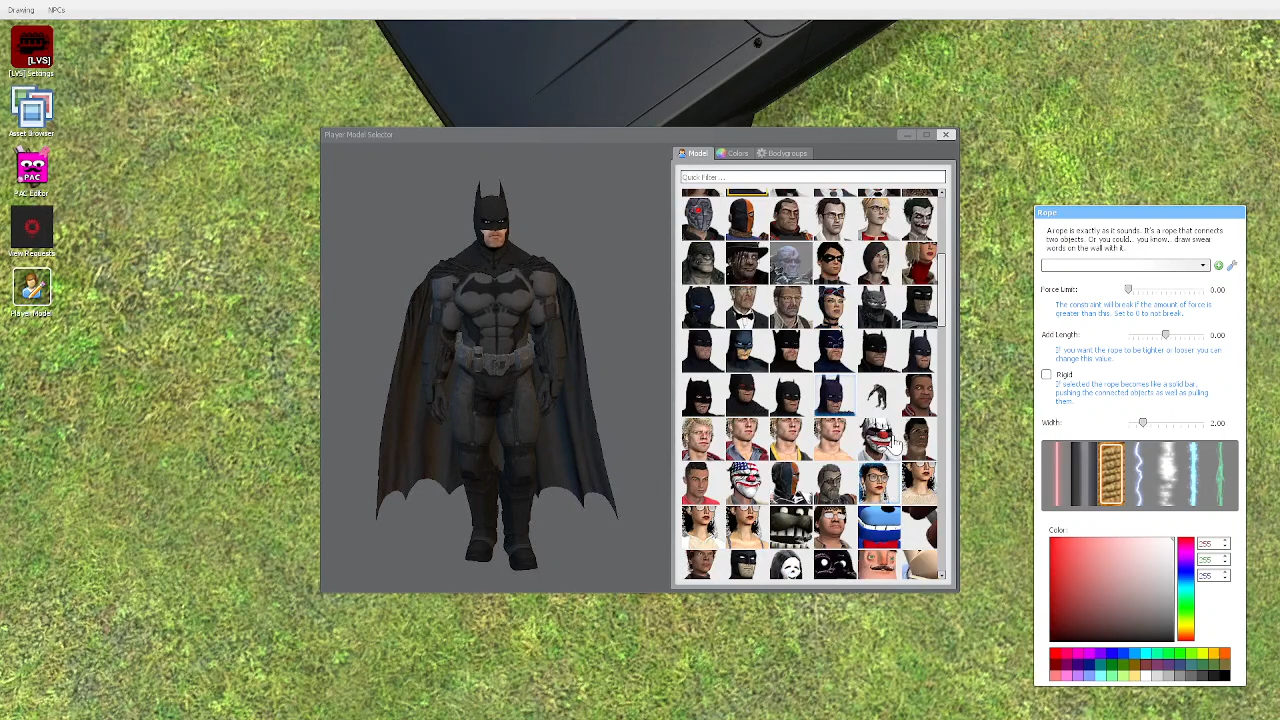 Drawing NPCs
[LVS]
[LVS] Settings
Asset Browser
PAC
PAC Editor
View Requests
PlayerModel
Player Model Selector
Model Colors Bodygroups
Quick Filter ...
Rope
A rope is exactly as it sounds. It's a rope that connects
two objects. Or you could.. you know.. draw swear
words on the wall with it.
Force Limit: 0.00
The constraint will break if the amount of force is
greater than this. Set to 0 to not break.
Add Length: 0.00
If you want the rope to be tighter or looser you can
change this value.
Rigid
If selected the rope becomes like a solid bar,
pushing the connected objects as well as pulling
them.
Width: 2.00
Color:
255
255
255